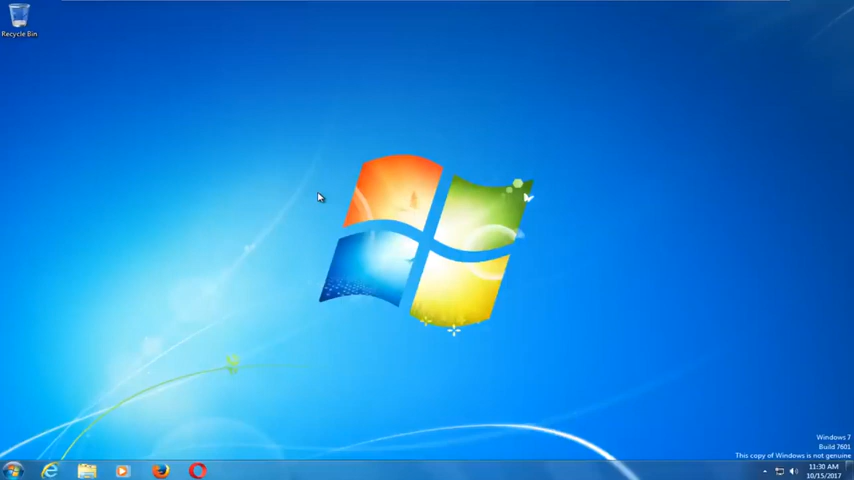 Recycle Bin
Windows 7
Build 7601
This copy of Windows is not genuine
11:30 AM
10/15/2017